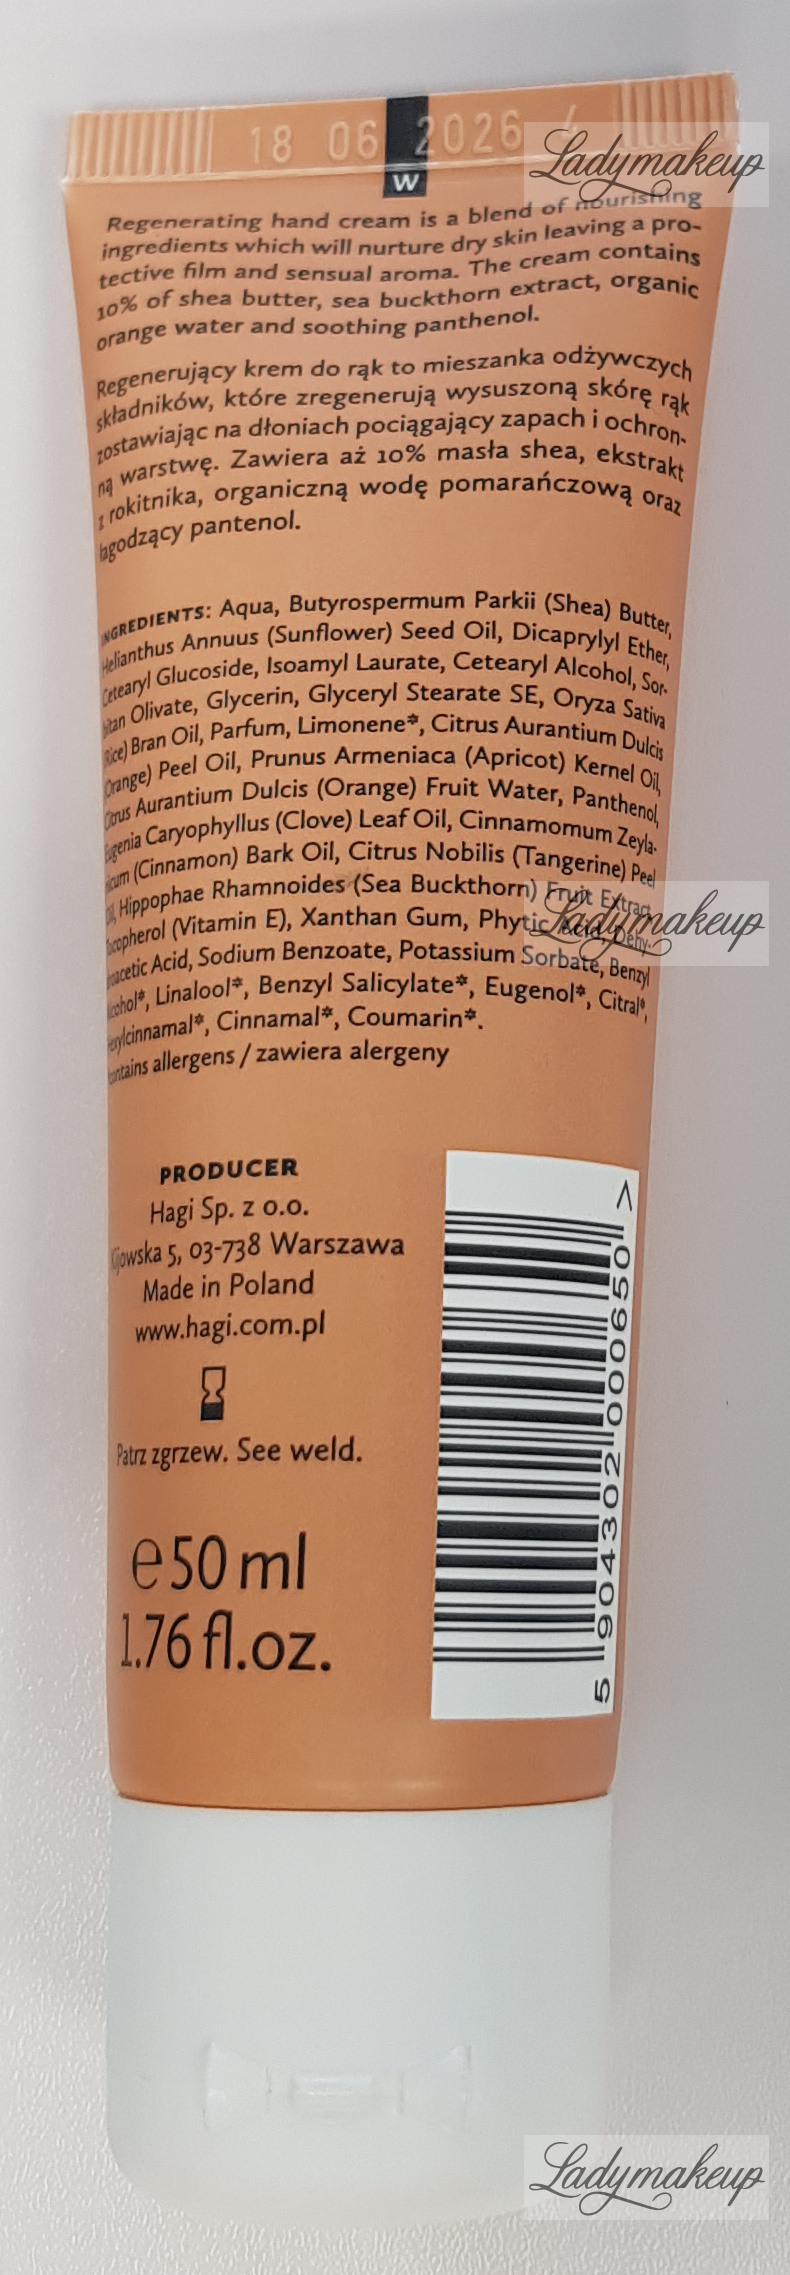 18 06 2026
Ladymakeup
W
Regenerating hand cream is a blend of nourishing
ingredients which will nurture dry skin leaving a pro-
tective film and sensual aroma. The cream contains
10% of shea butter, sea buckthorn extract, organic
orange water and soothing panthenol.
Regenerujący krem do rąk to mieszanka odżywczych
składników, które zregenerują wysuszoną skórę rąk
zostawiając na dłoniach pociągający zapach i ochron-
ną warstwę. Zawiera aż 10% masła shea, ekstrakt
z rokitnika, organiczną wodę pomarańczową oraz
łagodzący pantenol.
INGREDIENTS: Aqua, Butyrospermum Parkii (Shea) Butter,
Helianthus Annuus (Sunflower) Seed Oil, Dicaprylyl Ether,
Cetearyl Glucoside, Isoamyl Laurate, Cetearyl Alcohol, Sor-
bitan Olivate, Glycerin, Glyceryl Stearate SE, Oryza Sativa
(Rice) Bran Oil, Parfum, Limonene*, Citrus Aurantium Dulcis
(Orange) Peel Oil, Prunus Armeniaca (Apricot) Kernel Oil,
Citrus Aurantium Dulcis (Orange) Fruit Water, Panthenol,
Eugenia Caryophyllus (Clove) Leaf Oil, Cinnamomum Zeyla-
nicum (Cinnamon) Bark Oil, Citrus Nobilis (Tangerine) Peel
Oil, Hippophae Rhamnoides (Sea Buckthorn) Fruit Extract,
Tocopherol (Vitamin E), Xanthan Gum, Phytic Acid, Dehy-
droacetic Acid, Sodium Benzoate, Potassium Sorbate, Benzyl
Alcohol*, Linalool*, Benzyl Salicylate*, Eugenol*, Citral*,
Hexylcinnamal*, Cinnamal*, Coumarin*.
contains allergens / zawiera alergeny
Ladymakeup
PRODUCER
Hagi Sp. z o.o.
Kijowska 5, 03-738 Warszawa
Made in Poland
www.hagi.com.pl
Patrz zgrzew. See weld.
e50 ml
1.76 fl.oz.
5 904302 000650 >
Ladymakeup